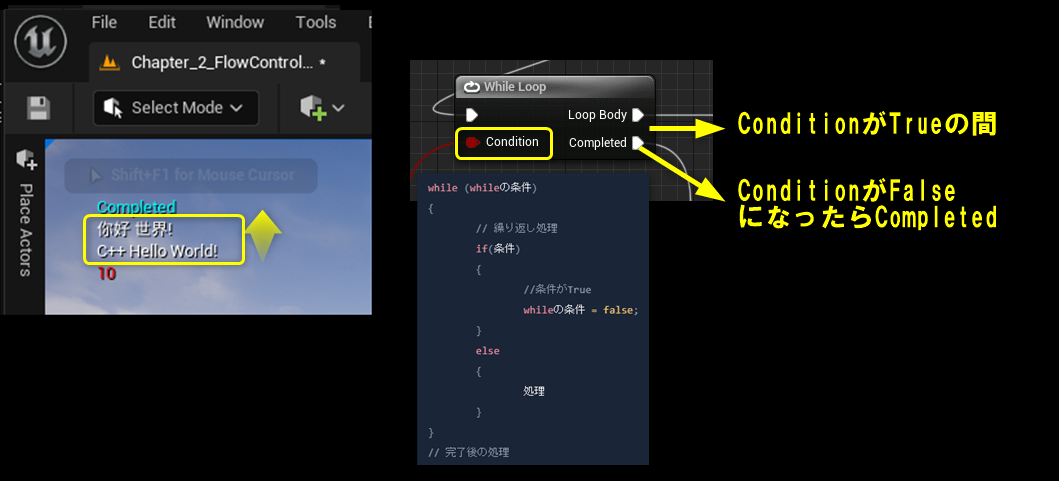 File Edit Window Tools
Chapter_2_FlowControl... *
Select Mode
Place Actors
Shift+F1 for Mouse Cursor
Completed
你好 世界!
C++ Hello World!
10
While Loop
Loop Body
Condition
Completed
while (whileの条件)
{
// 繰り返し処理
if(条件)
{
//条件がTrue
whileの条件 = false;
}
else
{
処理
}
}
// 完了後の処理
ConditionがTrueの間
ConditionがFalse
になったらCompleted